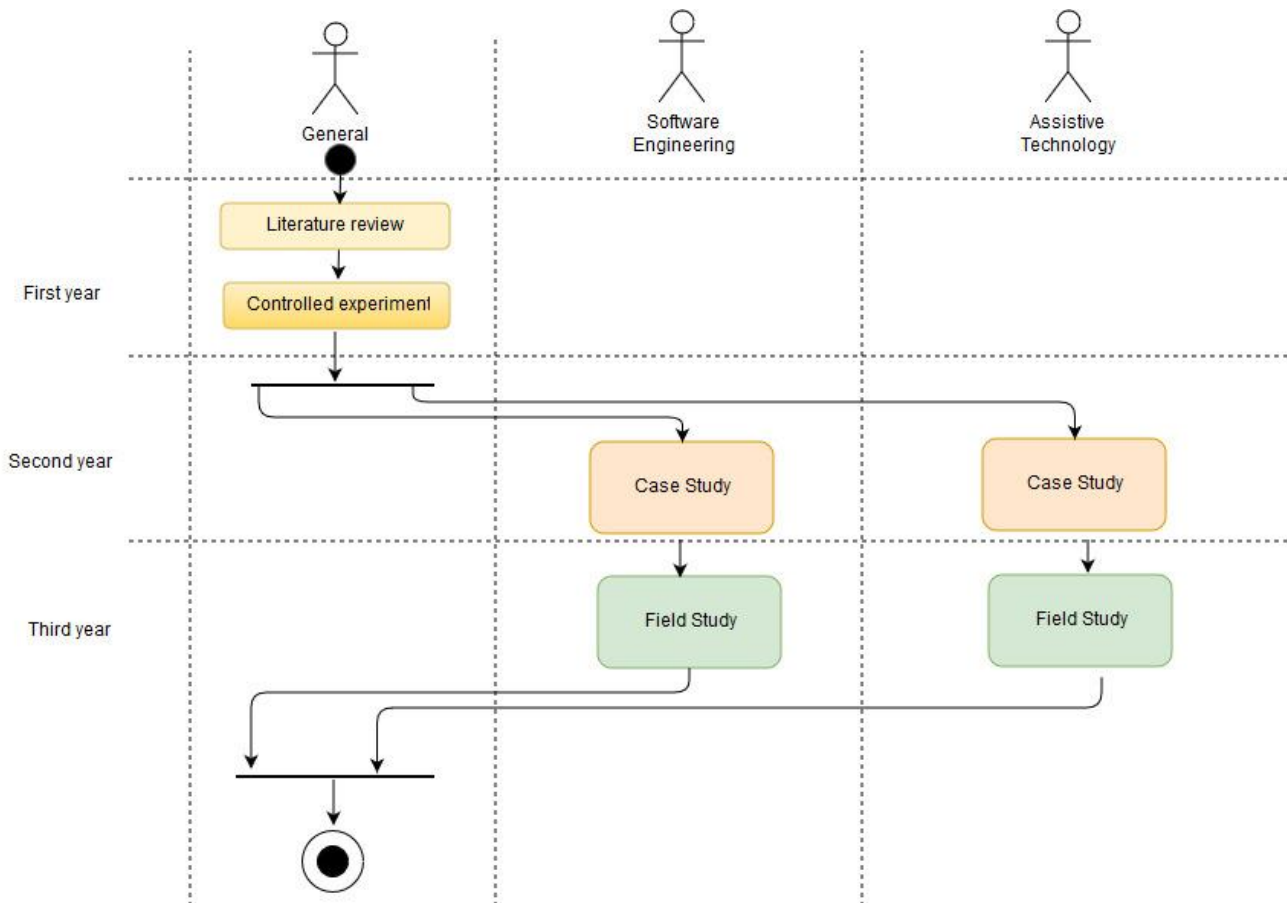 General
Software
Engineering
Assistive
Technology
Literature review
First year
Controlled experiment
Second year
Case Study
Case Study
Third year
Field Study
Field Study